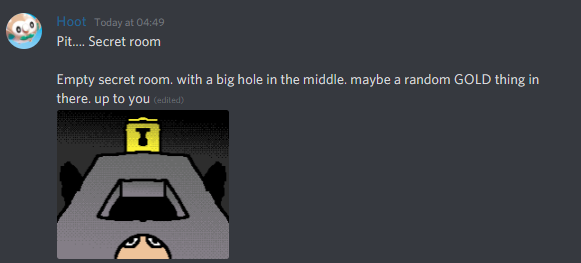 Hoot Today at 04:49
Pit.... Secret room
Empty secret room. with a big hole in the middle. maybe a random GOLD thing in
there. up to you (edited)